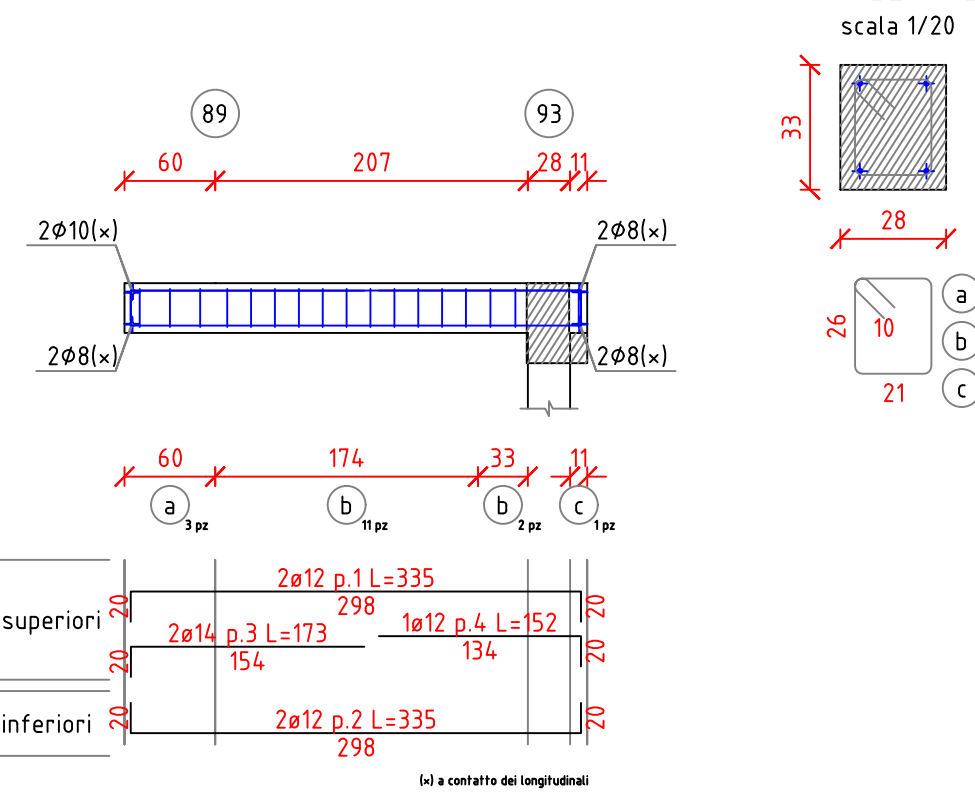 scala 1/20
89
93
60
207
28
11
33
2Ø10(×)
2Ø8(×)
28
a
26
10
b
2Ø8(×)
2Ø8(×)
21
c
60
174
33
11
a
3 pz
b
11 pz
b
2 pz
c
1 pz
2ø12 p.1 L=335
20
298
20
superiori
1ø12 p.4 L=152
2ø14 p.3 L=173
134
20
20
154
inferiori
2ø12 p.2 L=335
20
20
298
(×) a contatto dei longitudinali